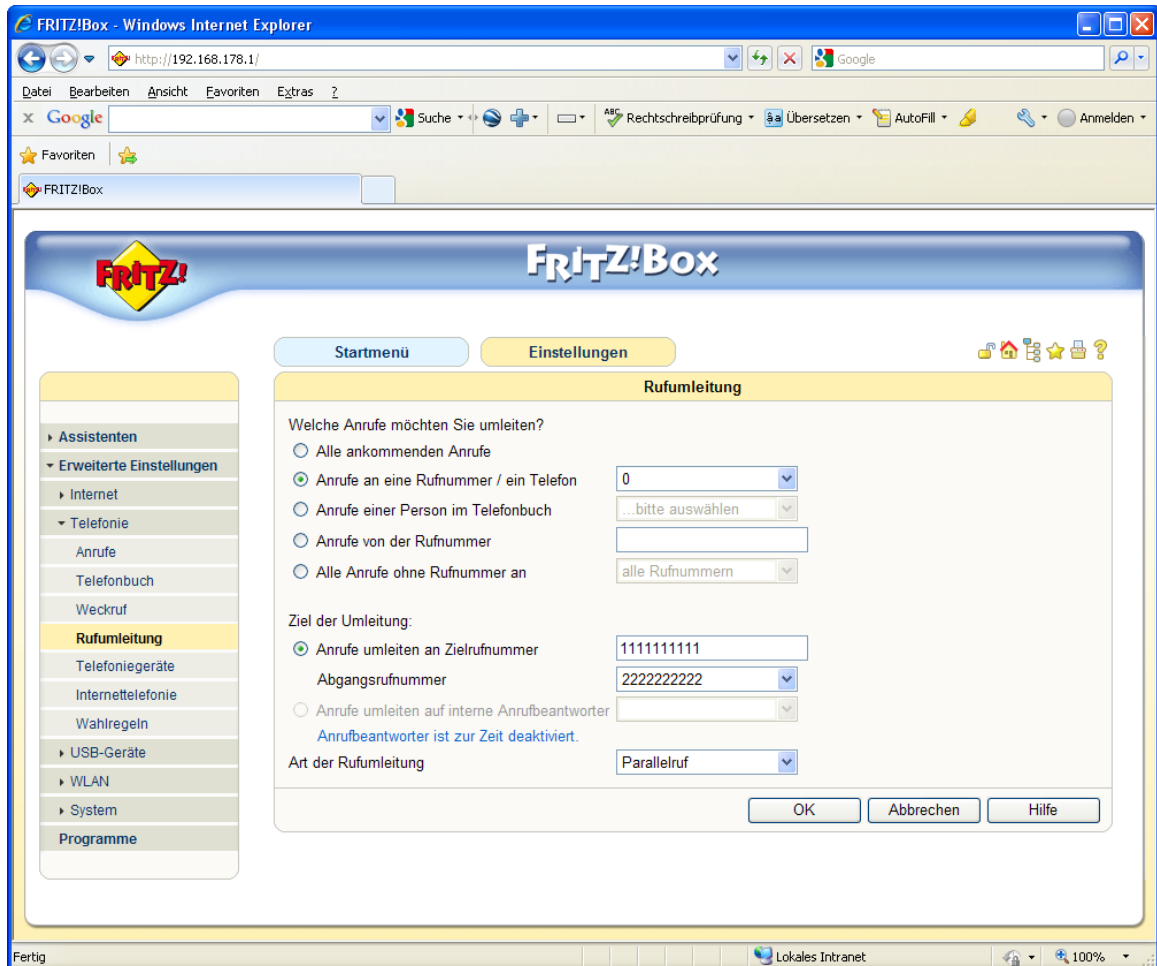 FRITZ!Box - Windows Internet Explorer
http://192.168.178.1/
Google
Datei Bearbeiten Ansicht Favoriten Extras ?
x Google Suche ABC Rechtschreibprüfung äa Übersetzen AutoFill Anmelden
Favoriten
FRITZ!Box
FRITZ!
FRITZ!Box
Startmenü Einstellungen
Rufumleitung
Assistenten
Erweiterte Einstellungen
Internet
Telefonie
Anrufe
Telefonbuch
Weckruf
Rufumleitung
Telefoniegeräte
Internettelefonie
Wahlregeln
USB-Geräte
WLAN
System
Programme
Welche Anrufe möchten Sie umleiten?
Alle ankommenden Anrufe
Anrufe an eine Rufnummer / ein Telefon 0
Anrufe einer Person im Telefonbuch ...bitte auswählen
Anrufe von der Rufnummer
Alle Anrufe ohne Rufnummer an alle Rufnummern
Ziel der Umleitung:
Anrufe umleiten an Zielrufnummer 1111111111
Abgangsrufnummer 2222222222
Anrufe umleiten auf interne Anrufbeantworter
Anrufbeantworter ist zur Zeit deaktiviert.
Art der Rufumleitung Parallelruf
OK Abbrechen Hilfe
Fertig Lokales Intranet 100%